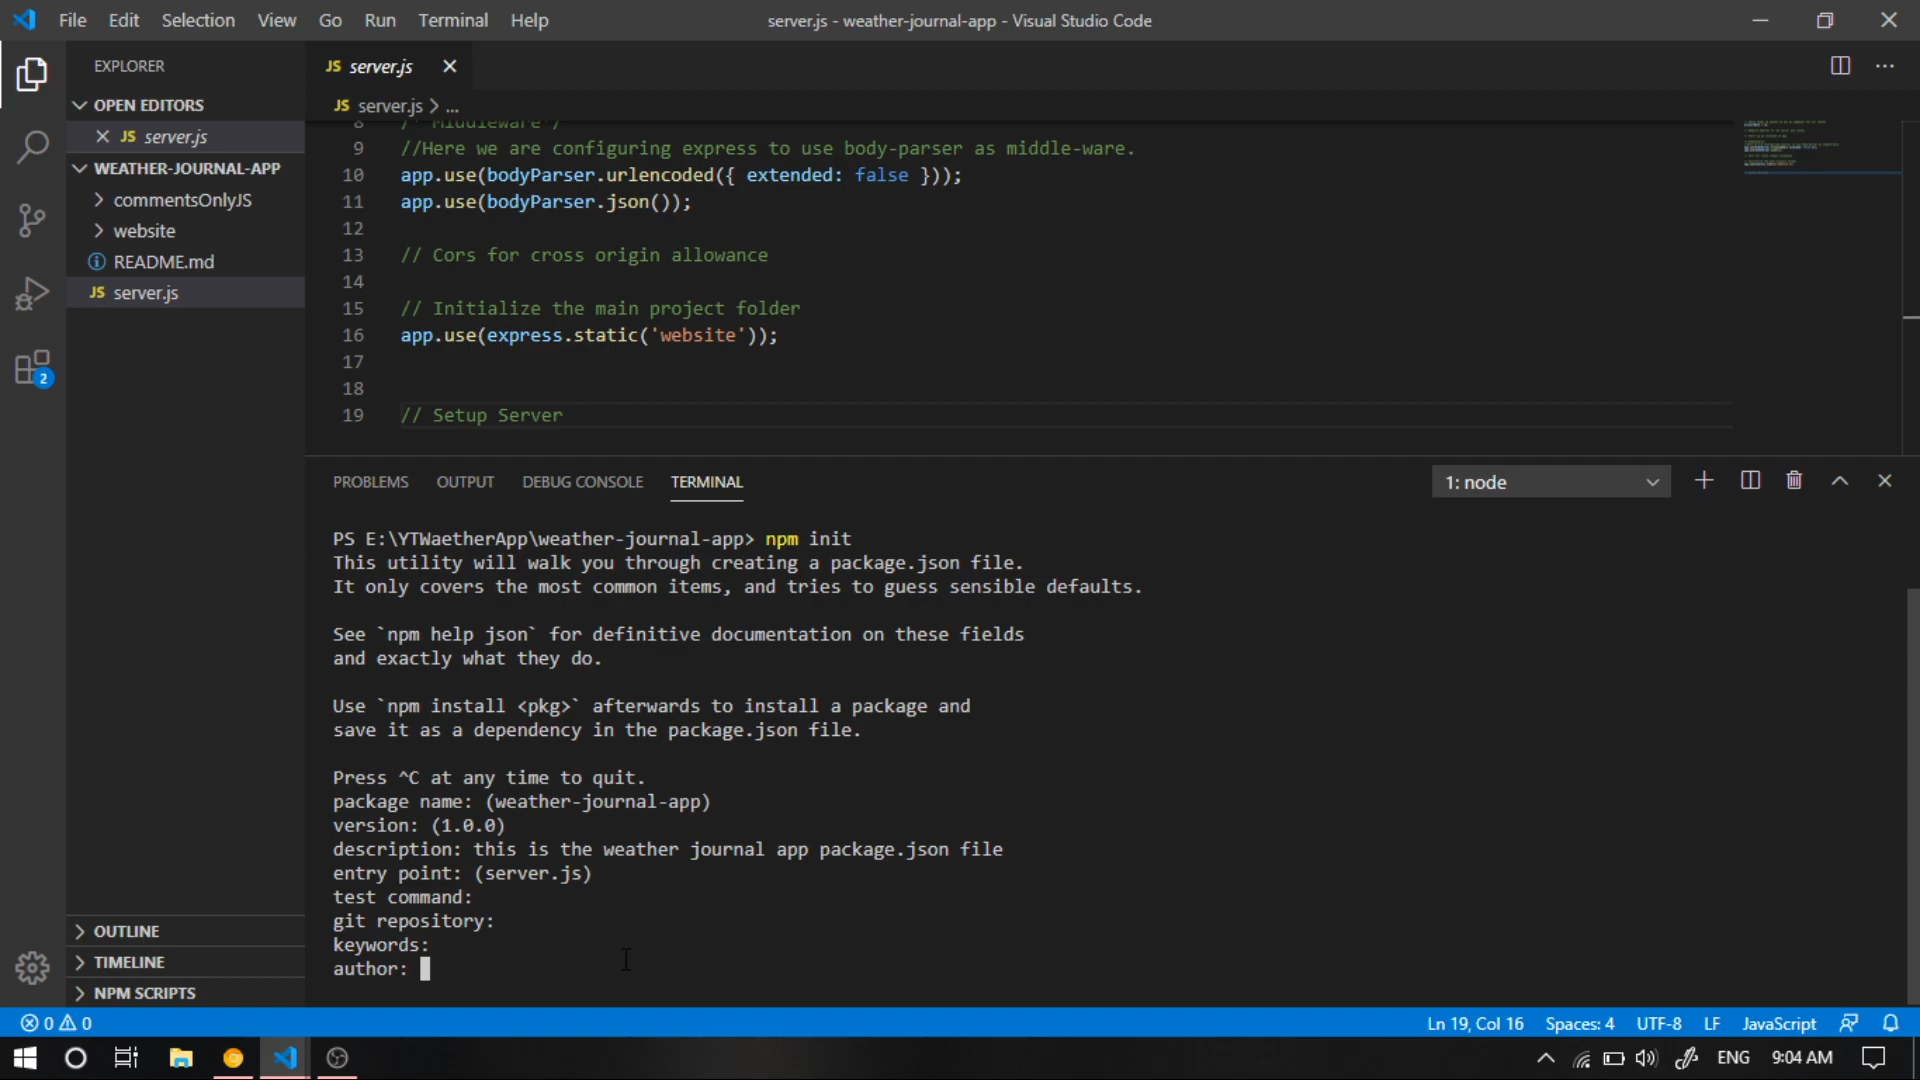 File Edit Selection View Go Run Terminal Help
server.js - weather-journal-app - Visual Studio Code
EXPLORER
OPEN EDITORS
JS server.js
WEATHER-JOURNAL-APP
commentsOnlyJS
website
README.md
JS server.js
OUTLINE
TIMELINE
NPM SCRIPTS
2
JS server.js
JS server.js > ...
8 /* Middleware*/
9 //Here we are configuring express to use body-parser as middle-ware.
10 app.use(bodyParser.urlencoded({ extended: false }));
11 app.use(bodyParser.json());
12
13 // Cors for cross origin allowance
14
15 // Initialize the main project folder
16 app.use(express.static('website'));
17
18
19 // Setup Server
PROBLEMS OUTPUT DEBUG CONSOLE TERMINAL
1: node
PS E:\YTWaetherApp\weather-journal-app> npm init
This utility will walk you through creating a package.json file.
It only covers the most common items, and tries to guess sensible defaults.
See `npm help json` for definitive documentation on these fields
and exactly what they do.
Use `npm install <pkg>` afterwards to install a package and
save it as a dependency in the package.json file.
Press ^C at any time to quit.
package name: (weather-journal-app)
version: (1.0.0)
description: this is the weather journal app package.json file
entry point: (server.js)
test command:
git repository:
keywords:
author:
0 0
Ln 19, Col 16 Spaces: 4 UTF-8 LF JavaScript
ENG 9:04 AM